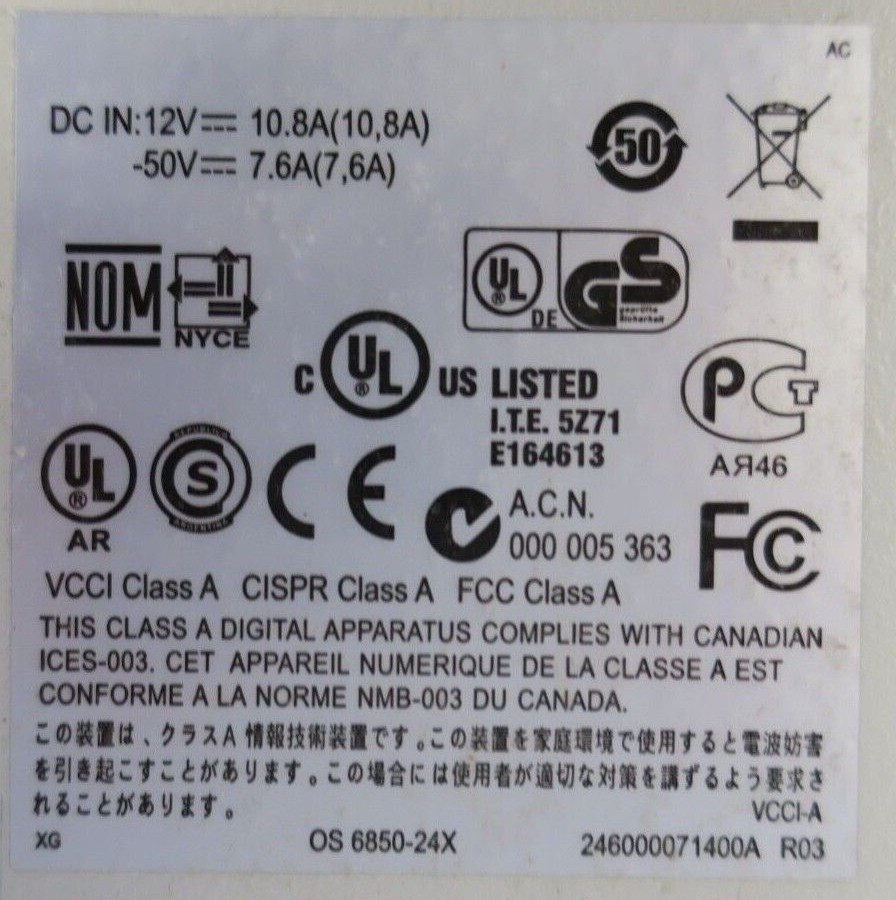 AC
DC IN:12V⎓ 10.8A(10,8A)
-50V⎓ 7.6A(7,6A)
50
NOM
NYCE
UL
DE
GS
geprüfte
Sicherheit
C UL US LISTED
I.T.E. 5Z71
E164613
PCT
АЯ46
UL
AR
REPUBLICA
S
ARGENTINA
CE
A.C.N.
000 005 363
FC
VCCI Class A CISPR Class A FCC Class A
THIS CLASS A DIGITAL APPARATUS COMPLIES WITH CANADIAN
ICES-003. CET APPAREIL NUMERIQUE DE LA CLASSE A EST
CONFORME A LA NORME NMB-003 DU CANADA.
この装置は、クラスA 情報技術装置です。この装置を家庭環境で使用すると電波妨害
を引き起こすことがあります。この場合には使用者が適切な対策を講ずるよう要求さ
れることがあります。
VCCI-A
XG OS 6850-24X 246000071400A R03